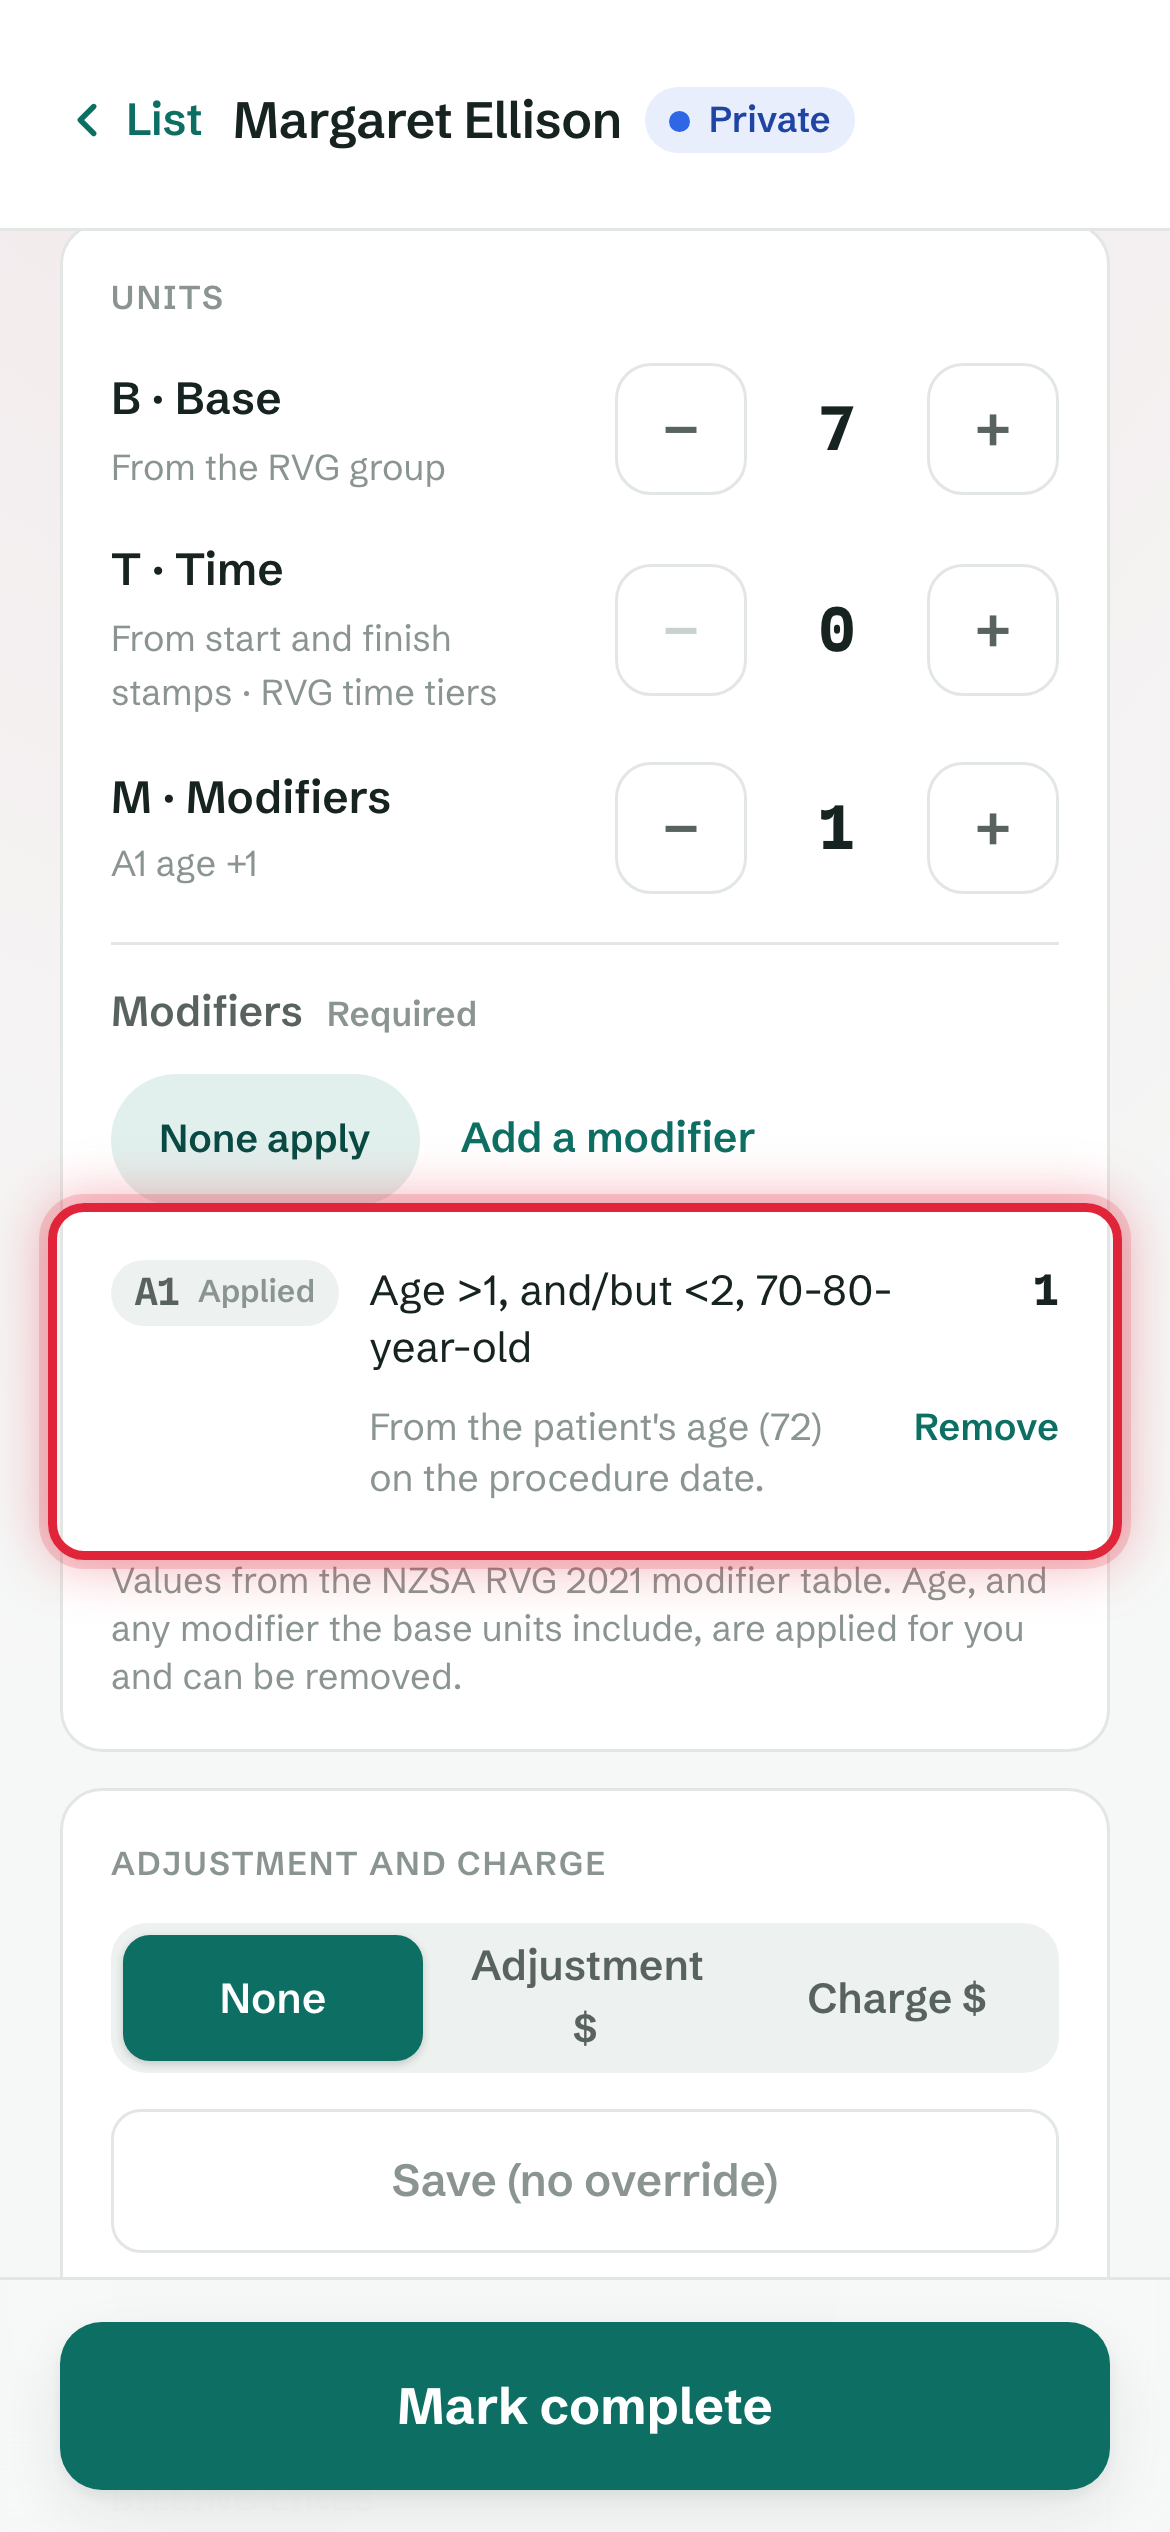 List Margaret Ellison Private
UNITS
B · Base
From the RVG group
− 7 +
T · Time
From start and finish
stamps · RVG time tiers
− 0 +
M · Modifiers
A1 age +1
− 1 +
Modifiers Required
None apply Add a modifier
A1 Applied Age >1, and/but <2, 70-80- 1
year-old
From the patient's age (72) Remove
on the procedure date.
Values from the NZSA RVG 2021 modifier table. Age, and
any modifier the base units include, are applied for you
and can be removed.
ADJUSTMENT AND CHARGE
None
Adjustment
$
Charge $
Save (no override)
Mark complete